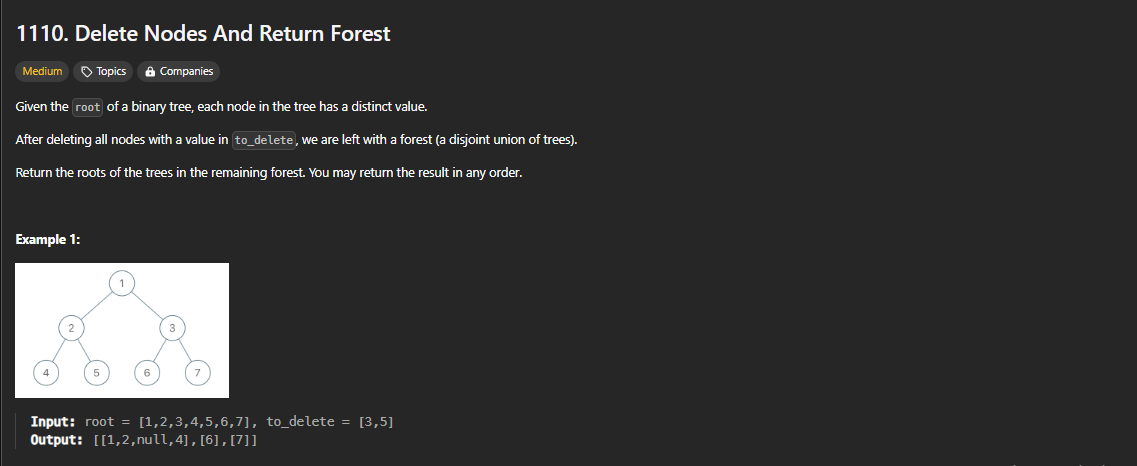 1110. Delete Nodes And Return Forest
Medium Topics Companies
Given the root of a binary tree, each node in the tree has a distinct value.
After deleting all nodes with a value in to_delete, we are left with a forest (a disjoint union of trees).
Return the roots of the trees in the remaining forest. You may return the result in any order.
Example 1:
1
2 3
4 5 6 7
Input: root = [1,2,3,4,5,6,7], to_delete = [3,5]
Output: [[1,2,null,4],[6],[7]]